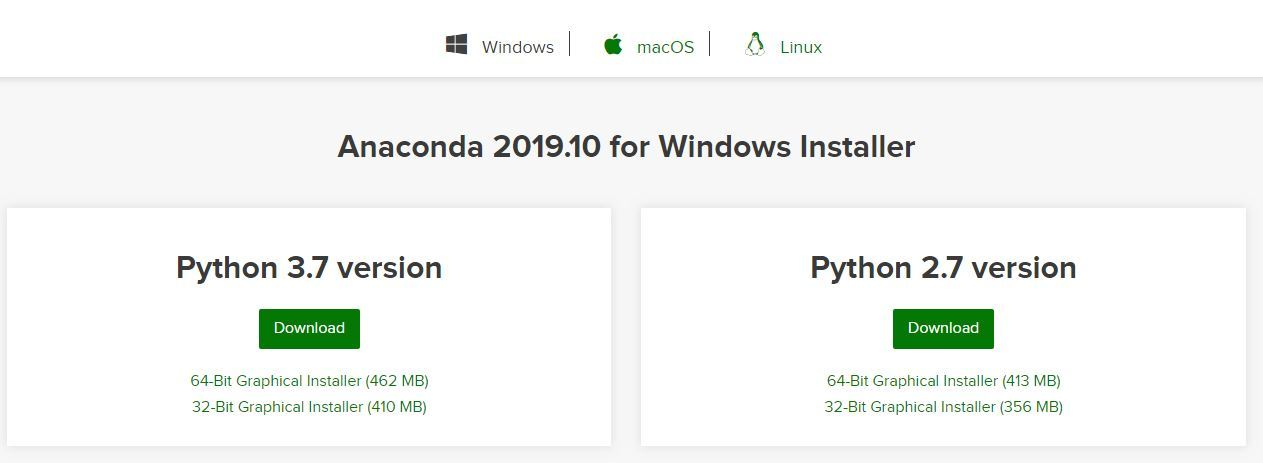 Windows macOS Linux
Anaconda 2019.10 for Windows Installer
Python 3.7 version
Download
64-Bit Graphical Installer (462 MB)
32-Bit Graphical Installer (410 MB)
Python 2.7 version
Download
64-Bit Graphical Installer (413 MB)
32-Bit Graphical Installer (356 MB)